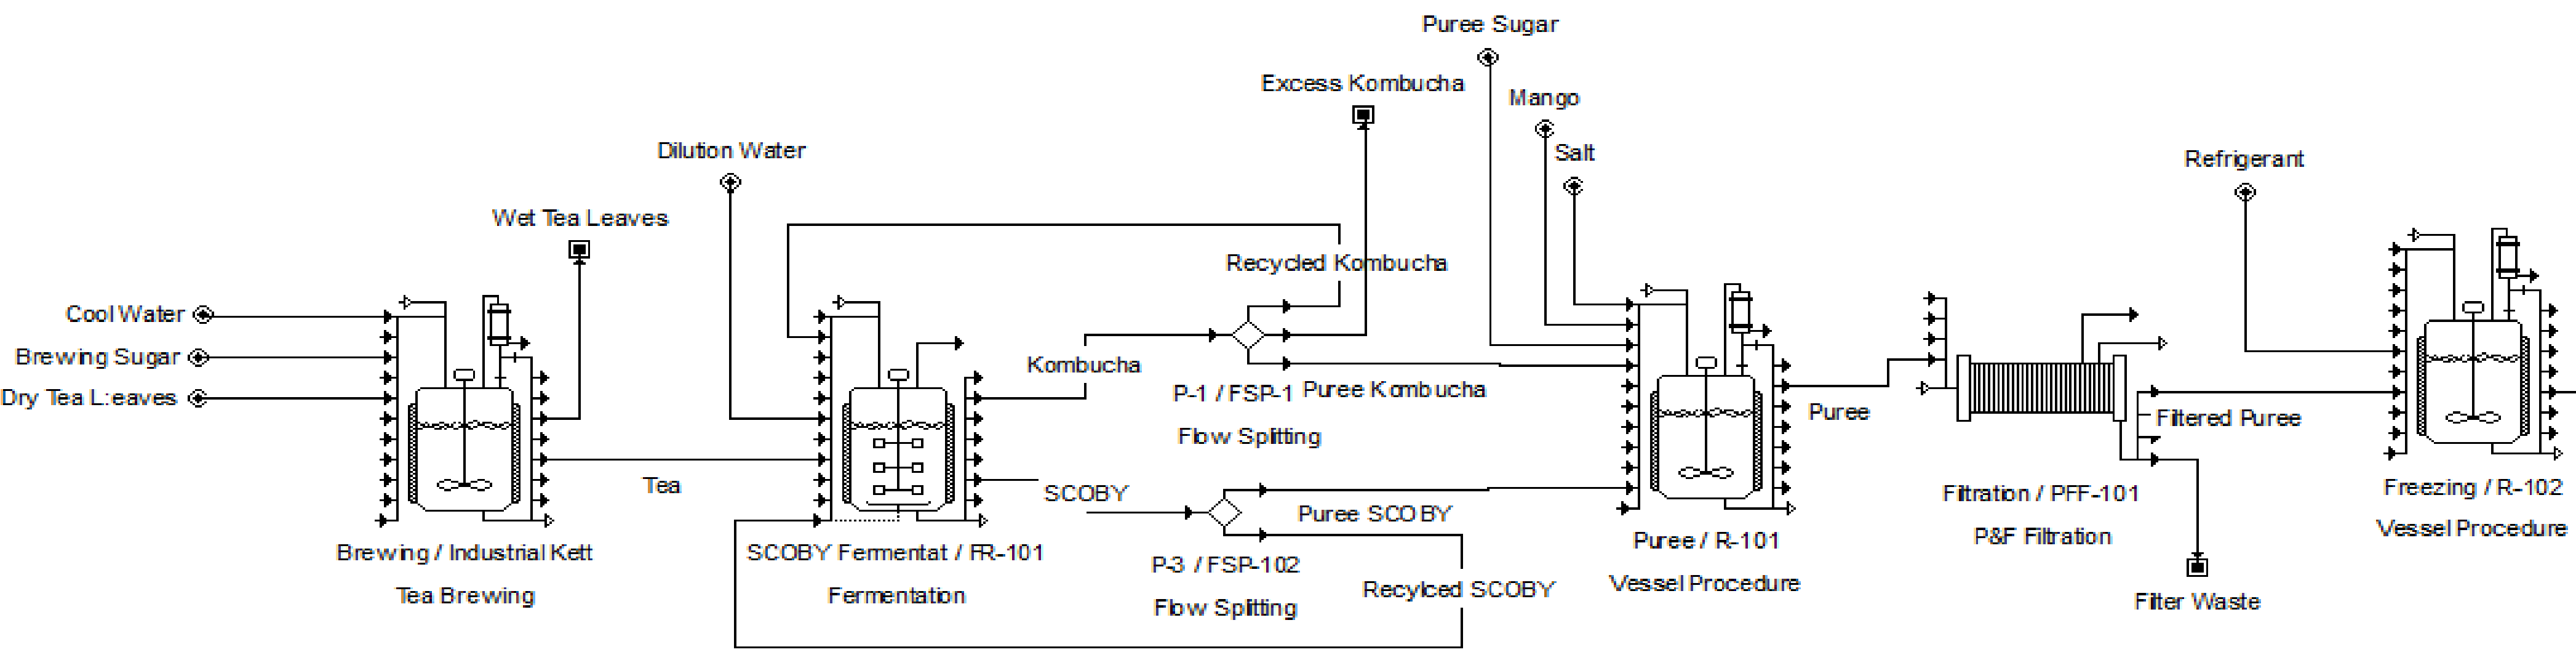 Puree Sugar
Excess Kombucha
Mango
Dilution Water
Salt
Refrigerant
Wet Tea Leaves
Recycled Kombucha
Cool Water
Brewing Sugar
Kombucha
Dry Tea L:eaves
P-1 / FSP-1
Flow Splitting
Puree Kombucha
Puree
Filtered Puree
Tea
SCOBY
Puree SCOBY
Filtration / PFF-101
P&F Filtration
Freezing / R-102
Vessel Procedure
Brewing / Industrial Kett
Tea Brewing
SCOBY Fermentat / FR-101
Fermentation
P-3 / FSP-102
Flow Splitting
Recylced SCOBY
Puree / R-101
Vessel Procedure
Filter Waste